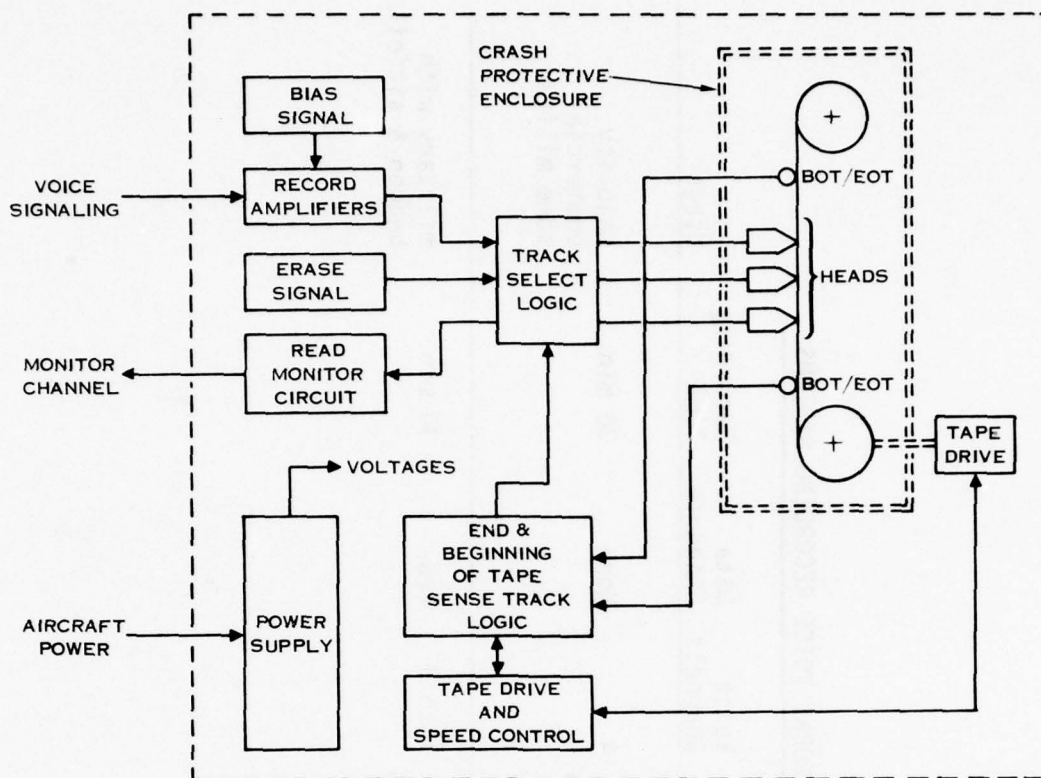 CRASH
PROTECTIVE
ENCLOSURE
BIAS
SIGNAL
VOICE
SIGNALING
RECORD
AMPLIFIERS
ERASE
SIGNAL
TRACK
SELECT
LOGIC
BOT/EOT
HEADS
BOT/EOT
MONITOR
CHANNEL
READ
MONITOR
CIRCUIT
TAPE
DRIVE
VOLTAGES
AIRCRAFT
POWER
POWER
SUPPLY
END &
BEGINNING
OF TAPE
SENSE TRACK
LOGIC
TAPE DRIVE
AND
SPEED CONTROL